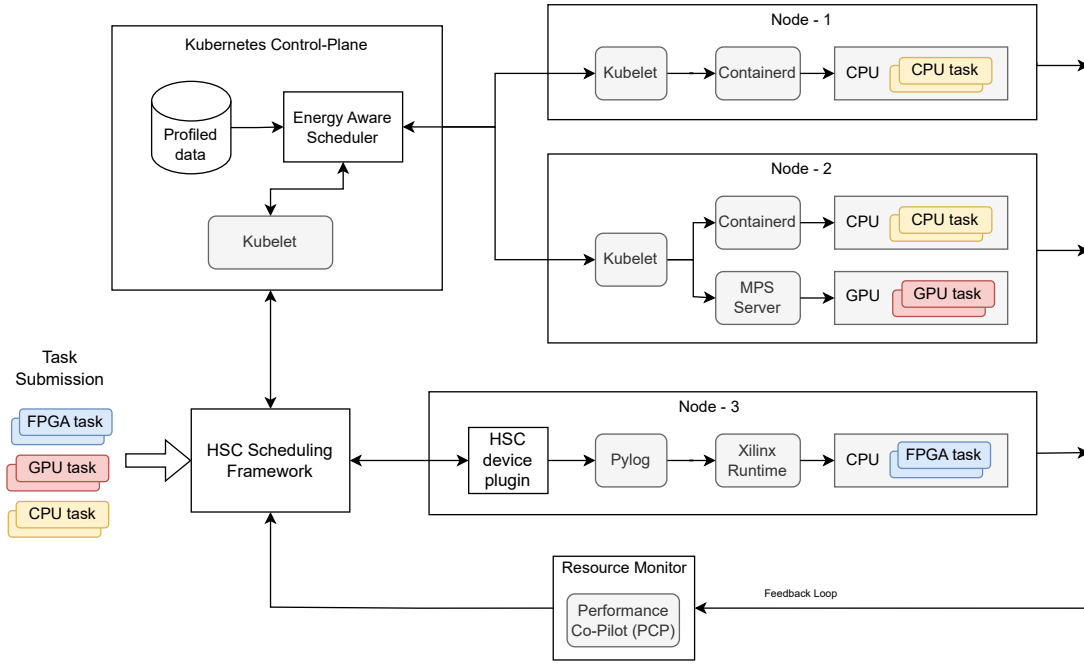 Kubernetes Control-Plane
Profiled
data
Energy Aware
Scheduler
Kubelet
Node - 1
Kubelet
Containerd
CPU
CPU task
Node - 2
Kubelet
Containerd
CPU
CPU task
MPS
Server
GPU
GPU task
Task
Submission
FPGA task
GPU task
CPU task
HSC Scheduling
Framework
Node - 3
HSC
device
plugin
Pylog
Xilinx
Runtime
CPU
FPGA task
Resource Monitor
Performance
Co-Pilot (PCP)
Feedback Loop